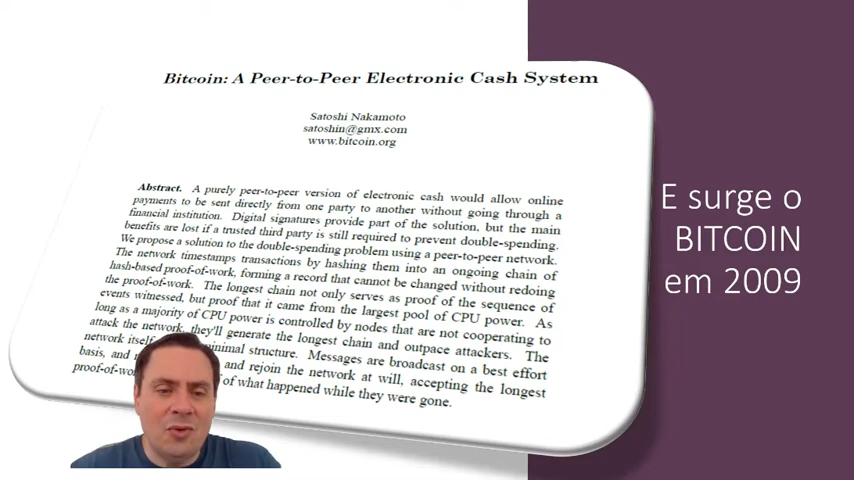 Bitcoin: A Peer-to-Peer Electronic Cash System
Satoshi Nakamoto
satoshin@gmx.com
www.bitcoin.org
Abstract. A purely peer-to-peer version of electronic cash would allow online
payments to be sent directly from one party to another without going through a
financial institution. Digital signatures provide part of the solution, but the main
benefits are lost if a trusted third party is still required to prevent double-spending.
We propose a solution to the double-spending problem using a peer-to-peer network.
The network timestamps transactions by hashing them into an ongoing chain of
hash-based proof-of-work, forming a record that cannot be changed without redoing
the proof-of-work. The longest chain not only serves as proof of the sequence of
events witnessed, but proof that it came from the largest pool of CPU power. As
long as a majority of CPU power is controlled by nodes that are not cooperating to
attack the network, they'll generate the longest chain and outpace attackers. The
network itself minimal structure. Messages are broadcast on a best effort
basis, and and rejoin the network at will, accepting the longest
proof-of-wo of what happened while they were gone.
E surge o
BITCOIN
em 2009